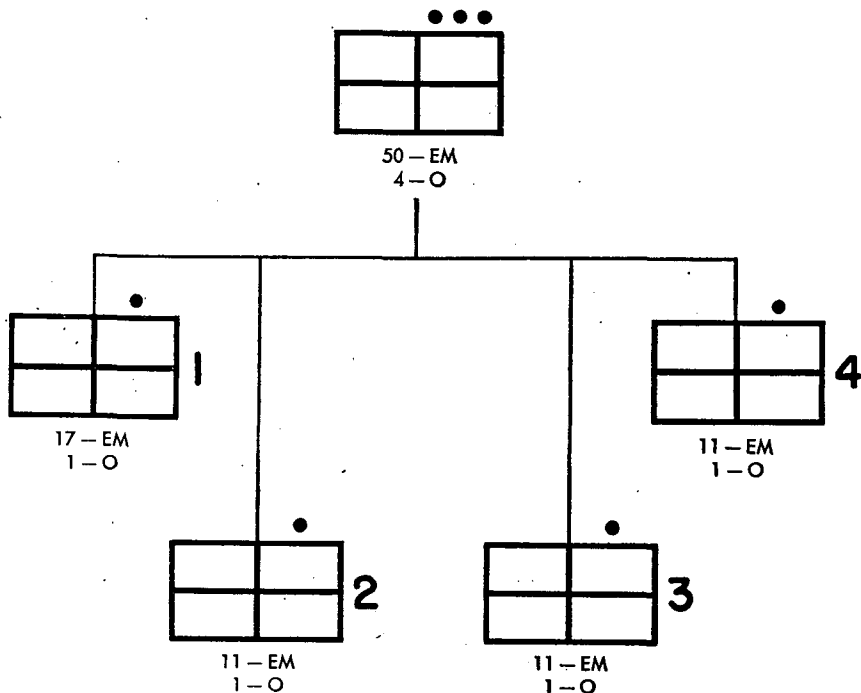 50 — EM
4 — O
1
17 — EM
1 — O
4
11 — EM
1 — O
2
11 — EM
1 — O
3
11 — EM
1 — O